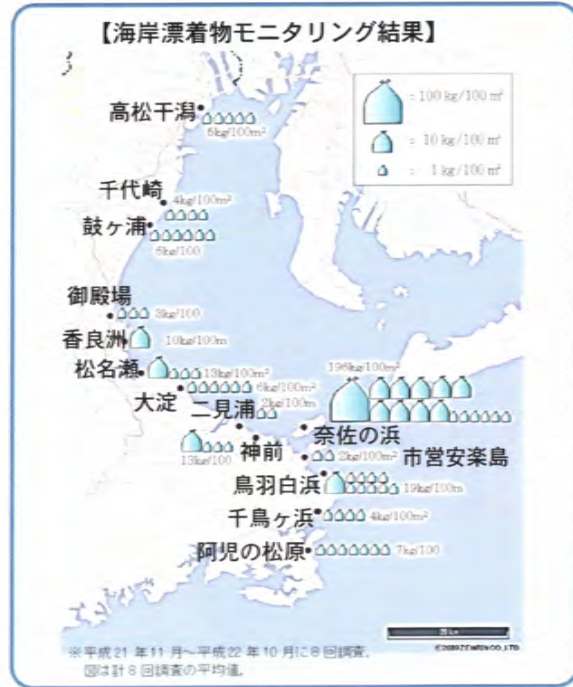 【海岸漂着物モニタリング結果】
: 100 kg/100 ㎡
: 10 kg/100 ㎡
: 1 kg/100 ㎡
高松干潟
6kg/100m²
千代崎
4kg/100m²
鼓ヶ浦
6kg/100
御殿場
3kg/100
香良洲
10kg/100m
松名瀬
13kg/100m²
196kg/100m²
大淀
6kg/100m²
二見浦
2kg/100m
奈佐の浜
神前
13kg/100
2kg/100m²
市営安楽島
鳥羽白浜
19kg/100m
千鳥ヶ浜
4kg/100m²
阿児の松原
7kg/100
※平成21年11月～平成22年10月に8回調査。
図は計8回調査の平均値。